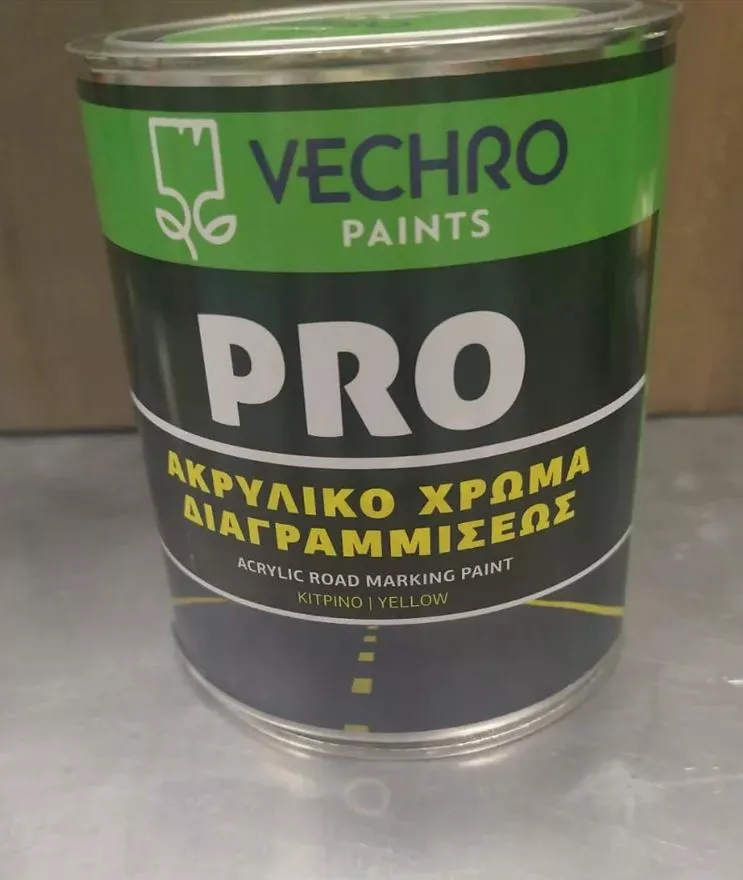 VECHRO
PAINTS
PRO
ΑΚΡΥΛΙΚΟ ΧΡΩΜΑ
ΔΙΑΓΡΑΜΜΙΣΕΩΣ
ACRYLIC ROAD MARKING PAINT
ΚΙΤΡΙΝΟ | YELLOW